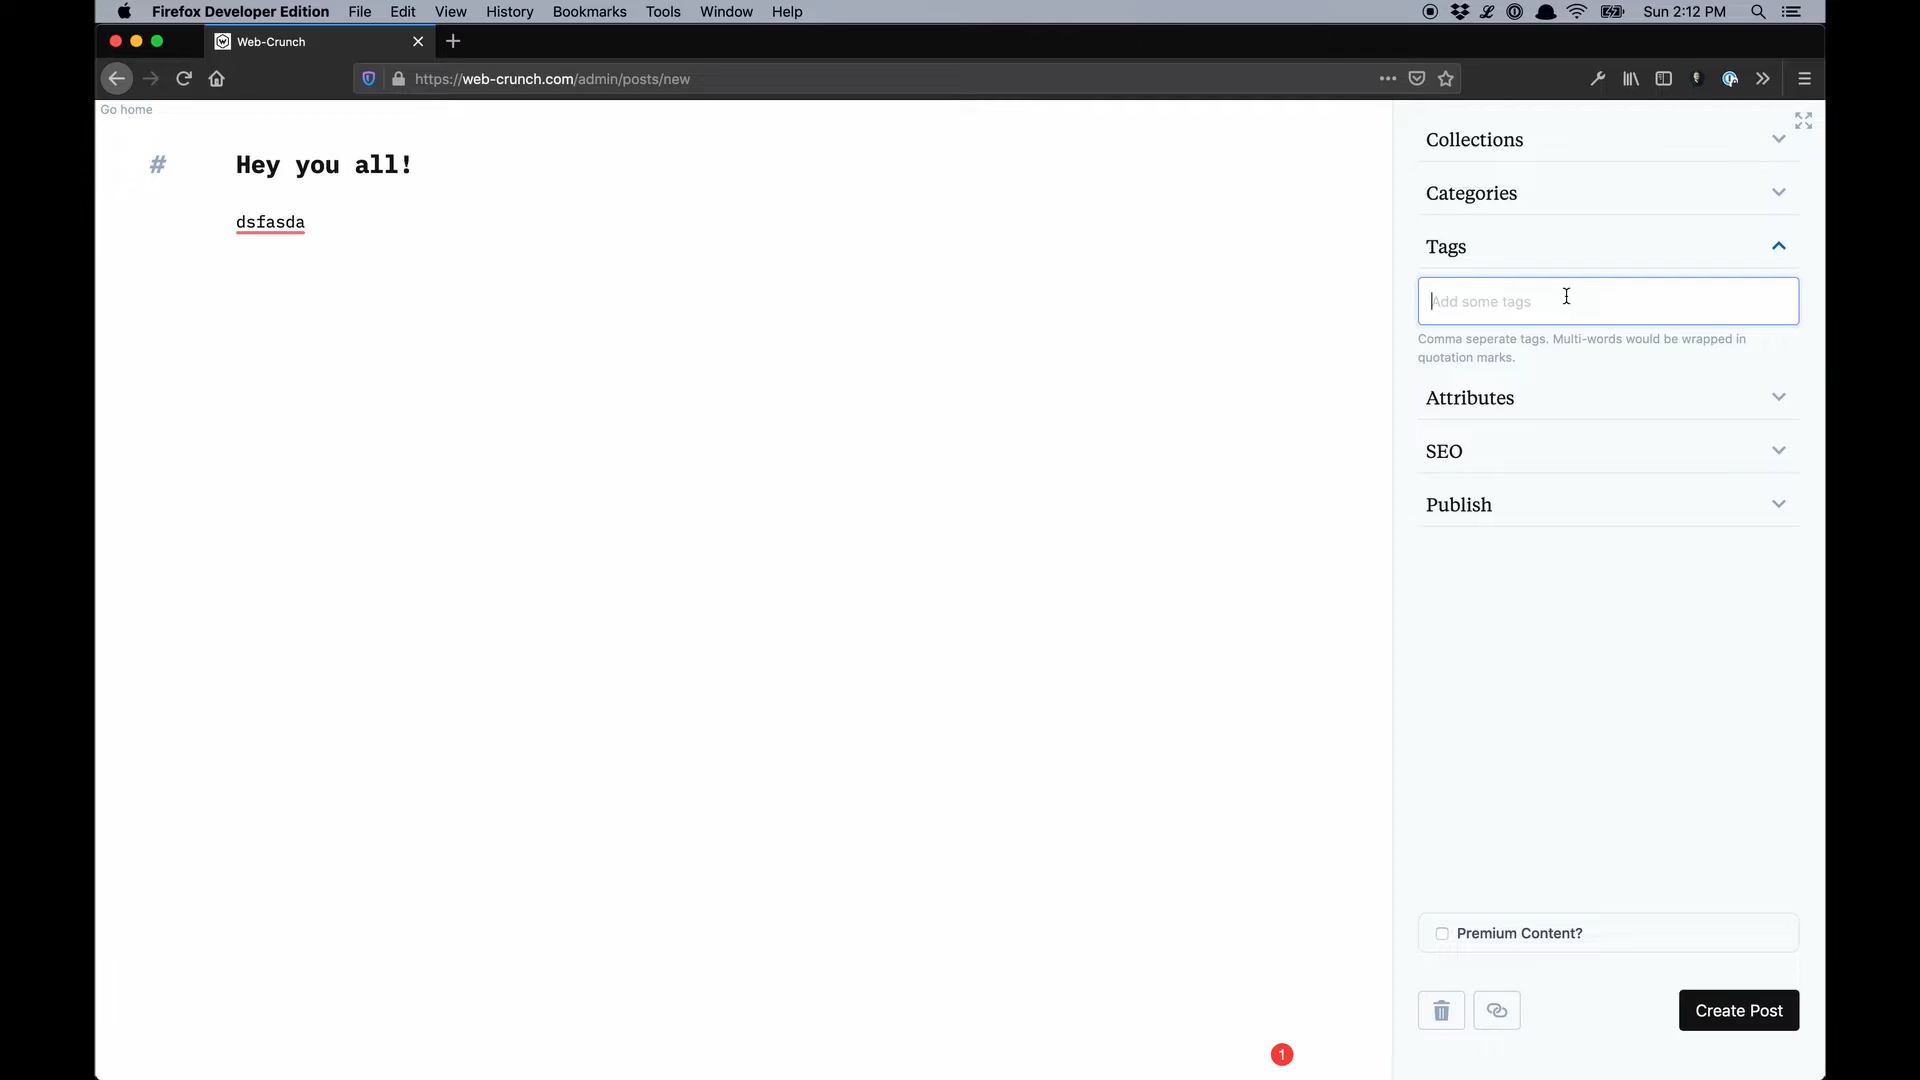 Firefox Developer Edition File Edit View History Bookmarks Tools Window Help Sun 2:12 PM
Web-Crunch
https://web-crunch.com/admin/posts/new
Go home
# Hey you all!
dsfasda
Collections
Categories
Tags
Add some tags
Comma seperate tags. Multi-words would be wrapped in
quotation marks.
Attributes
SEO
Publish
Premium Content?
Create Post
1